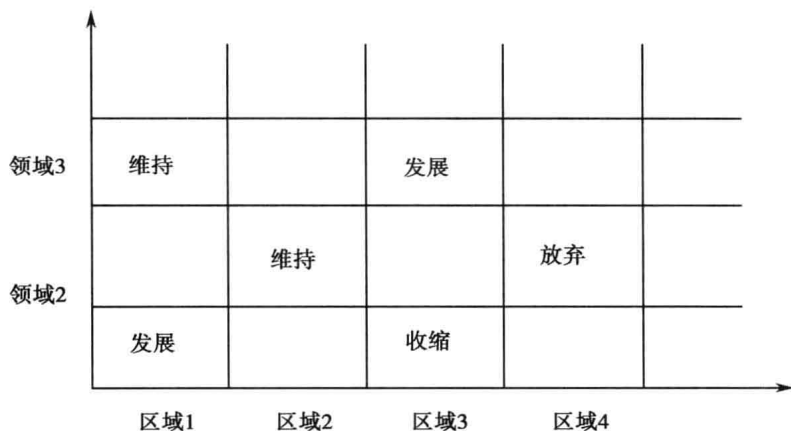 领域3 维持 发展
维持 放弃
领域2
发展 收缩
区域1 区域2 区域3 区域4